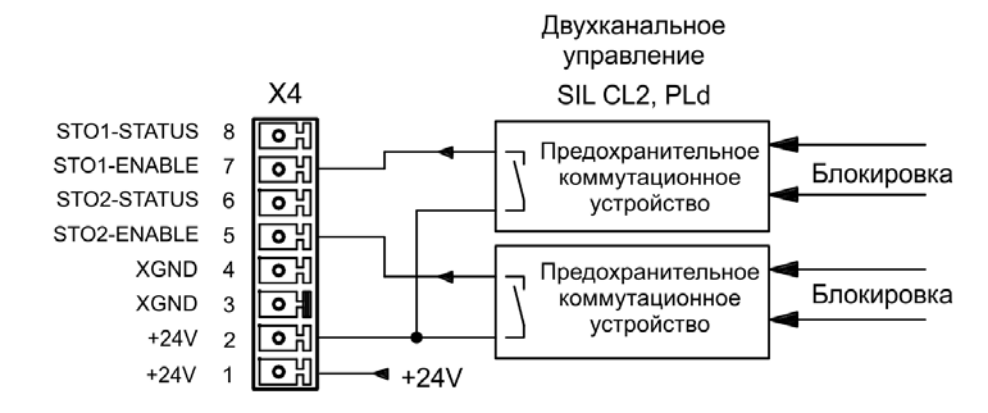 Двухканальное
управление
SIL CL2, PLd
X4
STO1-STATUS 8
STO1-ENABLE 7
STO2-STATUS 6
STO2-ENABLE 5
XGND 4
XGND 3
+24V 2
+24V 1
+24V
Предохранительное
коммутационное
устройство
Блокировка
Предохранительное
коммутационное
устройство
Блокировка